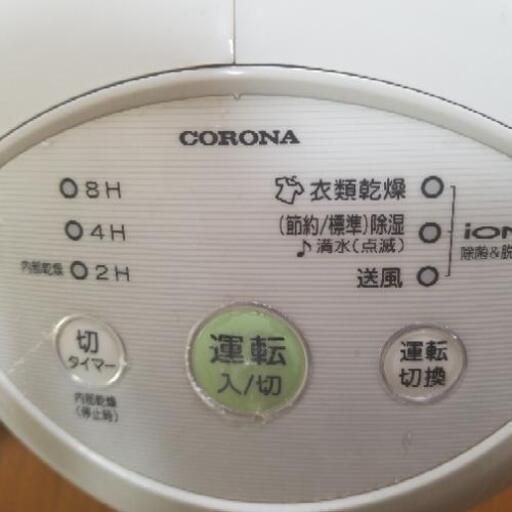 CORONA
8H
4H
内部乾燥 2H
衣類乾燥
(節約/標準)除湿
♪満水(点滅)
送風
iON
除菌&脱
切
タイマー
内部乾燥
(停止時)
運転
入/切
運転
切換